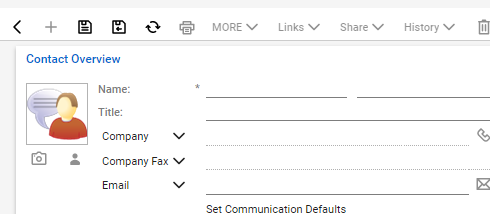 MORE Links Share History
Contact Overview
Name: *
Title:
Company
Company Fax
Email
Set Communication Defaults